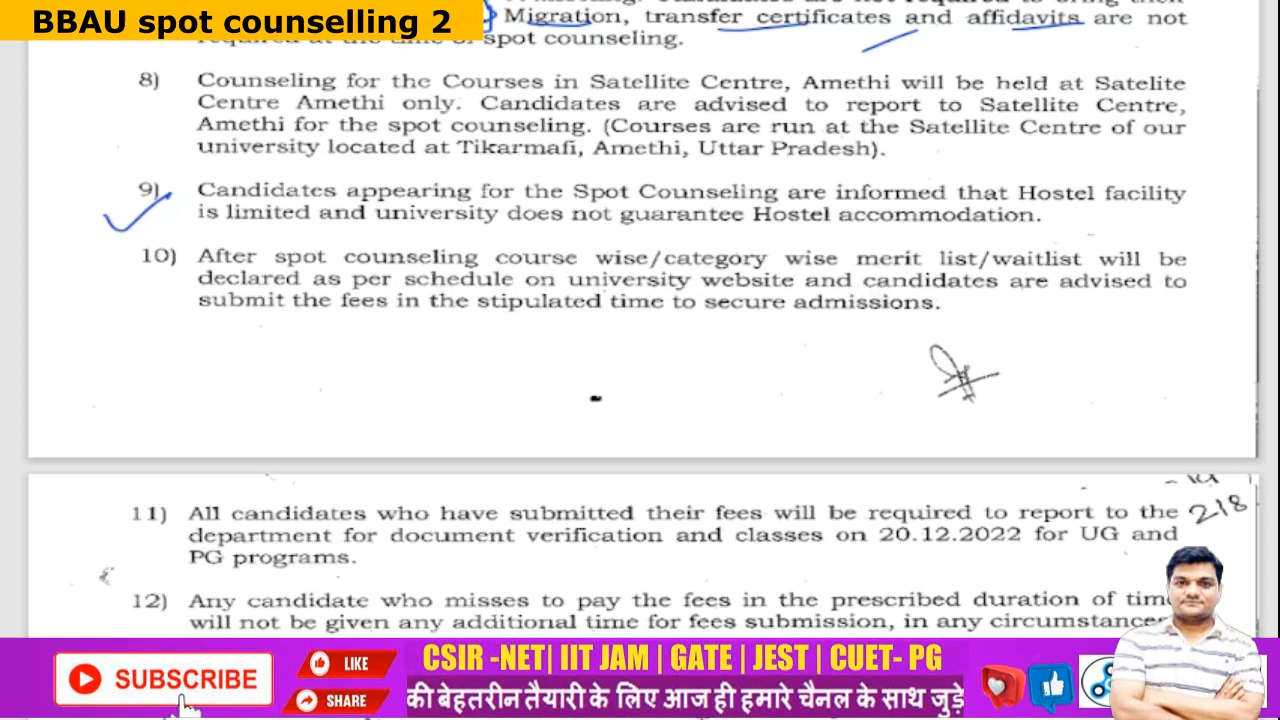 BBAU spot counselling 2
Migration, transfer certificates and affidavits are not
required at the time of spot counseling.
8) Counseling for the Courses in Satellite Centre, Amethi will be held at Satelite
Centre Amethi only. Candidates are advised to report to Satellite Centre,
Amethi for the spot counseling. (Courses are run at the Satellite Centre of our
university located at Tikarmafi, Amethi, Uttar Pradesh).
9) Candidates appearing for the Spot Counseling are informed that Hostel facility
is limited and university does not guarantee Hostel accommodation.
10) After spot counseling course wise/category wise merit list/waitlist will be
declared as per schedule on university website and candidates are advised to
submit the fees in the stipulated time to secure admissions.
218
11) All candidates who have submitted their fees will be required to report to the
department for document verification and classes on 20.12.2022 for UG and
PG programs.
12) Any candidate who misses to pay the fees in the prescribed duration of time
will not be given any additional time for fees submission, in any circumstances
SUBSCRIBE
LIKE
SHARE
CSIR -NET| IIT JAM | GATE | JEST | CUET- PG
की बेहतरीन तैयारी के लिए आज ही हमारे चैनल के साथ जुड़े